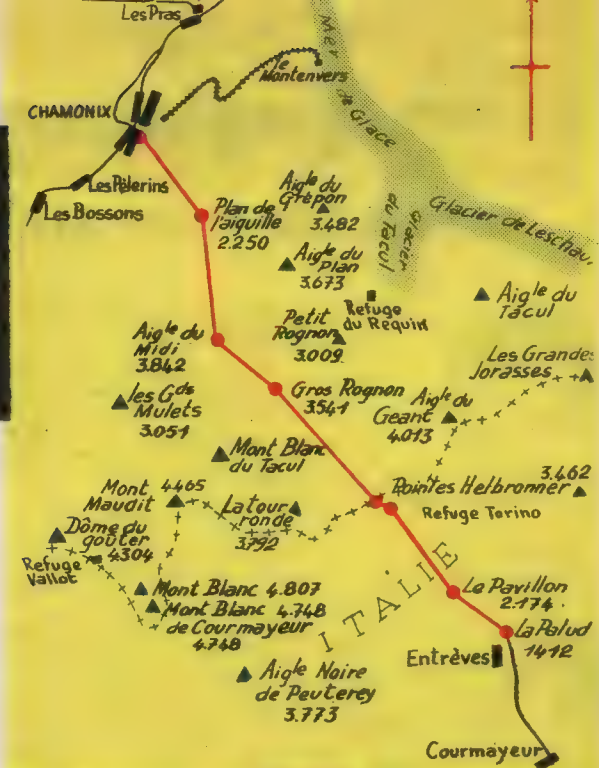 Les Pras
CHAMONIX
le
Montenvers
Mer de Glace
Les Pèlerins
Les Bossons
Plan de
l'aiguille
2.250
Aigle du
Grépon
3.482
Glacier
du Tacul
Glacier de Leschau
Aigle du
Plan
3.673
Aigle du
Tacul
Refuge
du Requin
Petit
Rognon
3.009
Aigle du
Midi
3.842
Les Grandes
Jorasses
les Gds
Mulets
3.051
Gros Rognon
3.541
Aigle du
Geant
4.013
Mont Blanc
du Tacul
Mont
Maudit
4465
La tour
ronde
3.792
Pointes Helbronner
3.462
Refuge Torino
Dôme du
goûter
4304
Refuge
Vallot
Mont Blanc 4.807
Mont Blanc 4.748
de Courmayeur
4.748
ITALIE
Le Pavillon
2.174.
La Palud
1412
Entrèves
Aigle Noire
de Peuterey
3.773
Courmayeur